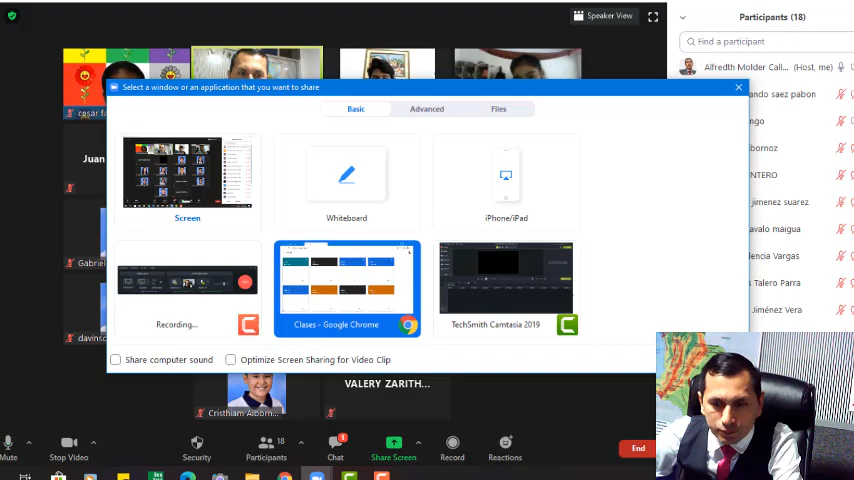 Speaker View
Participants (18)
Find a participant
Select a window or an application that you want to share
Basic
Advanced
Files
Alfredth Molder Call... (Host, me)
ando saez pabon
ngo
bornoz
NTERO
jimenez suarez
avalo maigua
lencia Vargas
s Talero Parra
Jiménez Vera
cesar fa
Juan
Gabriel
davinsc
Screen
Whiteboard
iPhone/iPad
Recording...
Clases - Google Chrome
TechSmith Camtasia 2019
Share computer sound
Optimize Screen Sharing for Video Clip
Cristhiam Alborn...
VALERY ZARITH...
Mute
Stop Video
Security
18
Participants
1
Chat
Share Screen
Record
Reactions
End